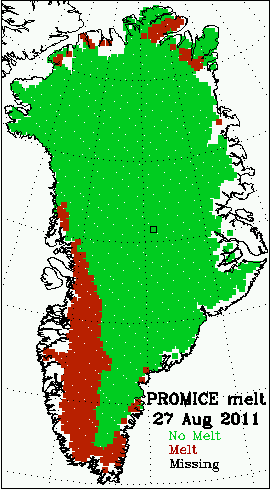 PROMICE melt
27 Aug 2011
No Melt
Melt
Missing